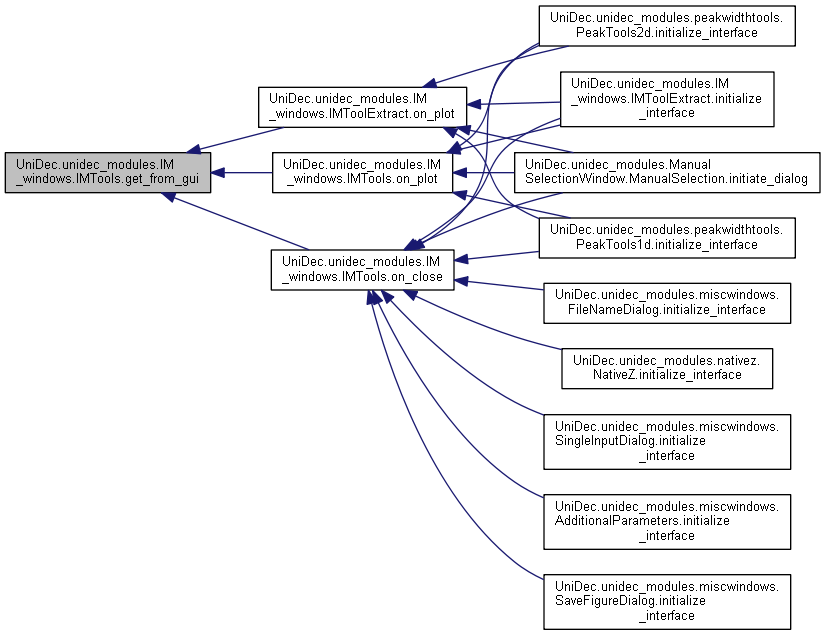 UniDec.unidec_modules.IM
_windows.IMTools.get_from_gui
UniDec.unidec_modules.IM
_windows.IMToolExtract.on_plot
UniDec.unidec_modules.IM
_windows.IMTools.on_plot
UniDec.unidec_modules.IM
_windows.IMTools.on_close
UniDec.unidec_modules.peakwidthtools.
PeakTools2d.initialize_interface
UniDec.unidec_modules.IM
_windows.IMToolExtract.initialize
_interface
UniDec.unidec_modules.Manual
SelectionWindow.ManualSelection.initiate_dialog
UniDec.unidec_modules.peakwidthtools.
PeakTools1d.initialize_interface
UniDec.unidec_modules.miscwindows.
FileNameDialog.initialize_interface
UniDec.unidec_modules.nativez.
NativeZ.initialize_interface
UniDec.unidec_modules.miscwindows.
SingleInputDialog.initialize
_interface
UniDec.unidec_modules.miscwindows.
AdditionalParameters.initialize
_interface
UniDec.unidec_modules.miscwindows.
SaveFigureDialog.initialize
_interface